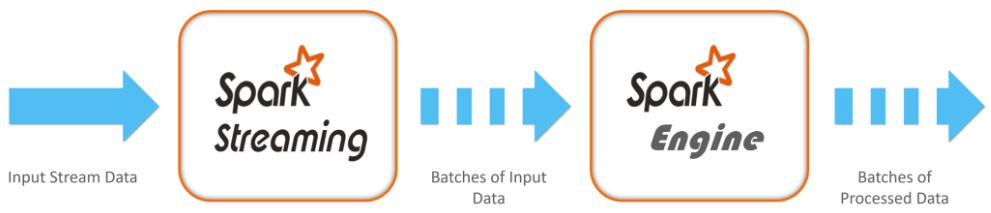 Spark
Streaming
Spark
Engine
Input Stream Data
Batches of Input
Data
Batches of
Processed Data